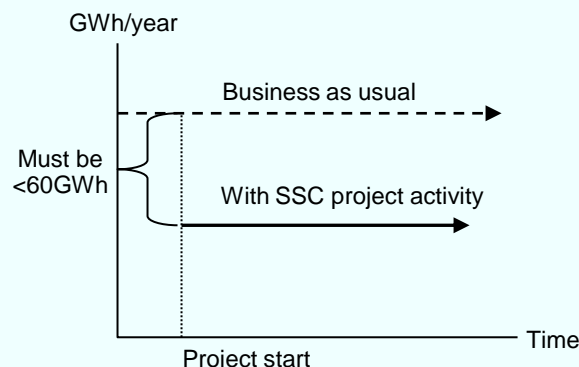 GWh/year
Business as usual
Must be
<60GWh
With SSC project activity
Time
Project start